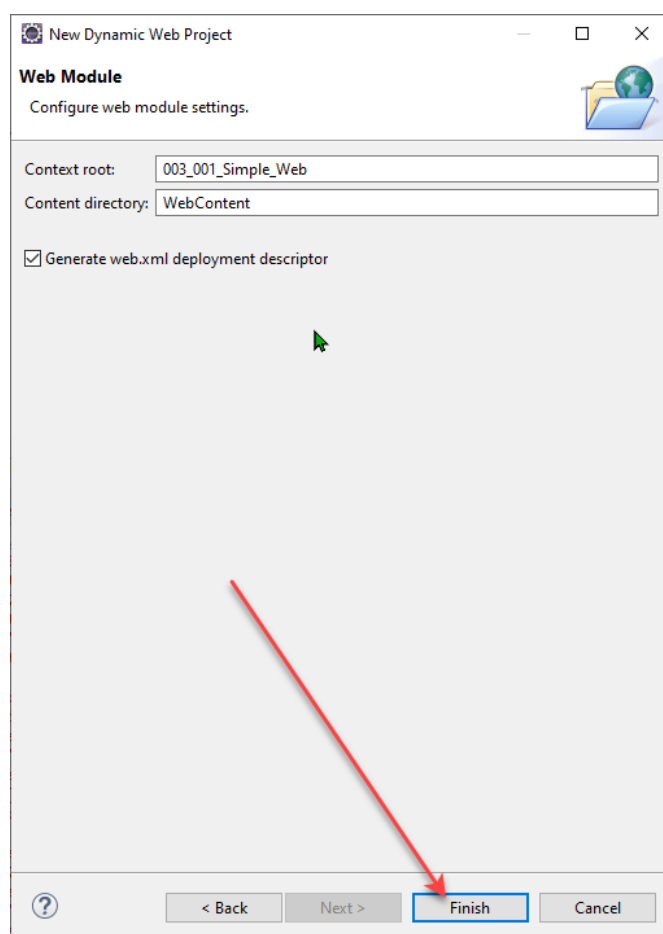 New Dynamic Web Project
Web Module
Configure web module settings.
Context root: 003_001_Simple_Web
Content directory: WebContent
Generate web.xml deployment descriptor
? < Back Next > Finish Cancel